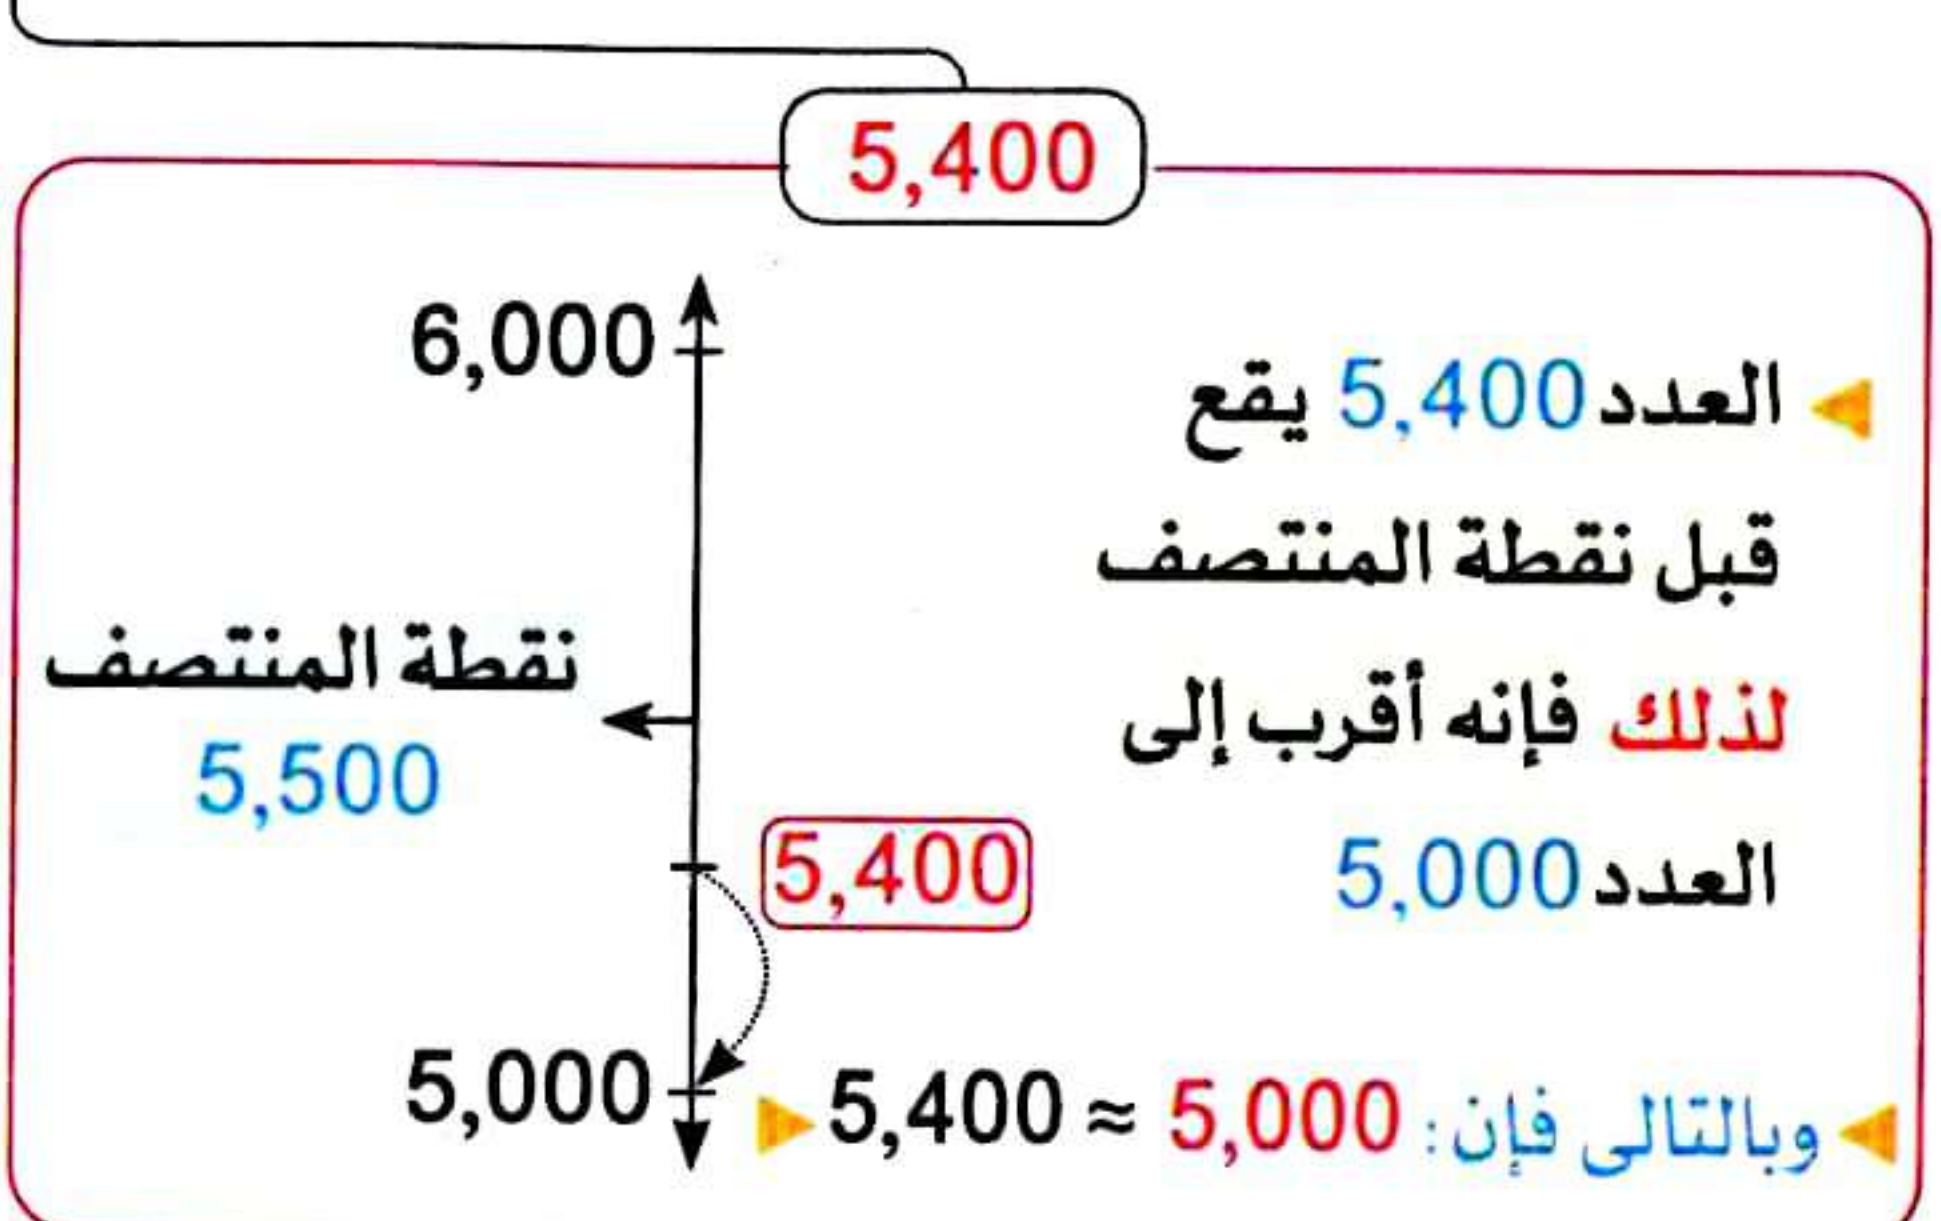 5,400
العدد 5,400 يقع
قبل نقطة المنتصف
لذلك فإنه أقرب إلى
العدد 5,000
6,000
نقطة المنتصف
5,500
5,400
5,000
وبالتالى فإن: 5,400 ≈ 5,000